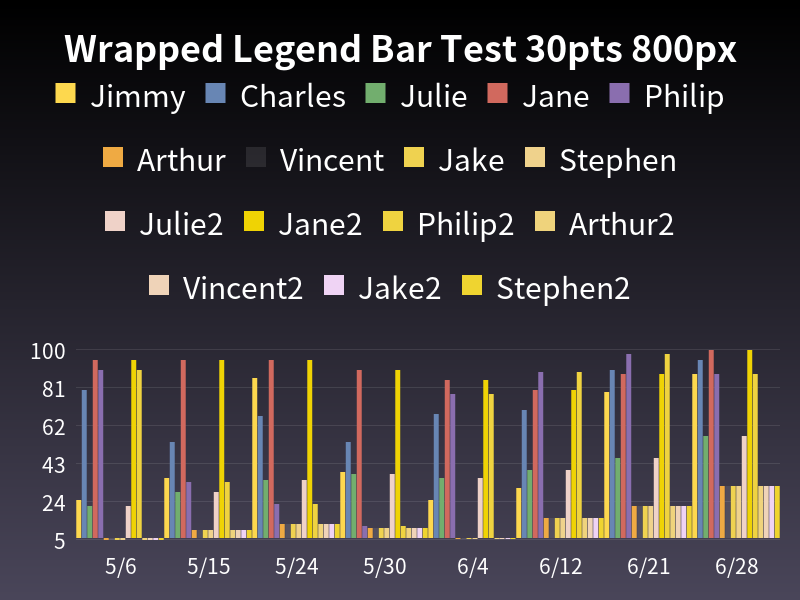 Wrapped Legend Bar Test 30pts 800px
Jimmy Charles Julie Jane Philip
Arthur Vincent Jake Stephen
Julie2 Jane2 Philip2 Arthur2
Vincent2 Jake2 Stephen2
100
81
62
43
24
5
5/6 5/15 5/24 5/30 6/4 6/12 6/21 6/28